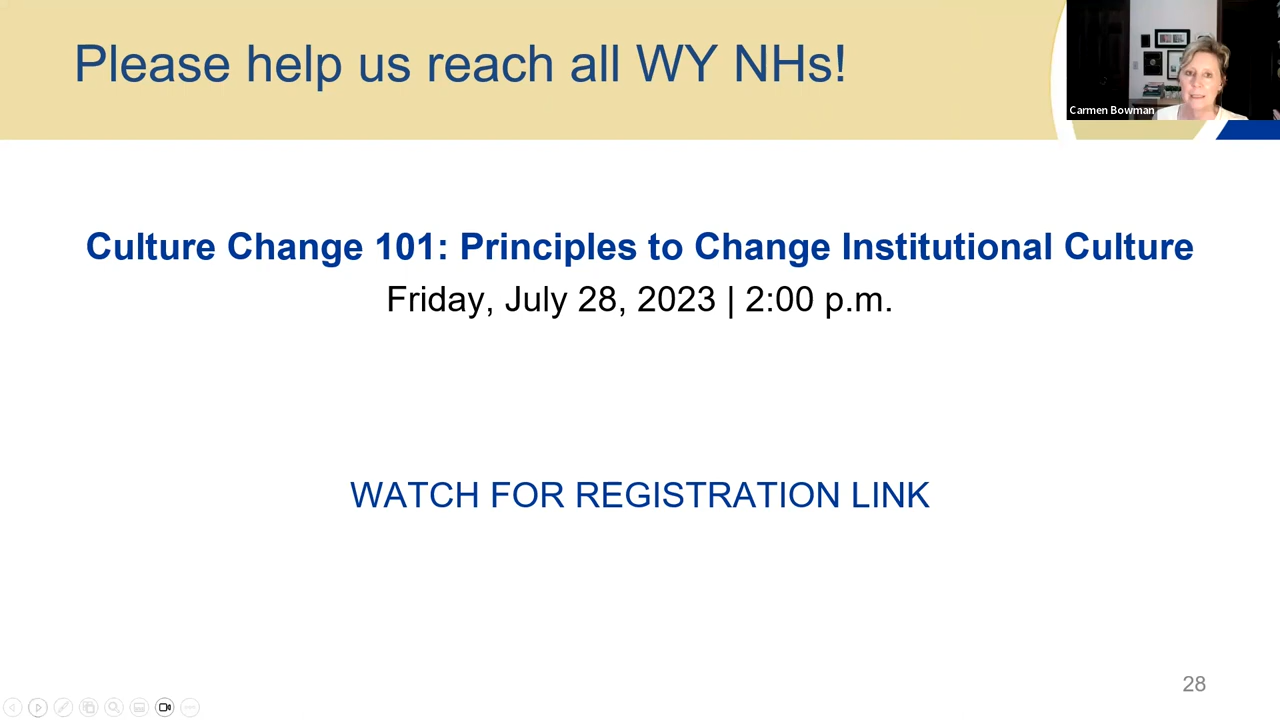 Please help us reach all WY NHs!
Carmen Bowman
Culture Change 101: Principles to Change Institutional Culture
Friday, July 28, 2023 | 2:00 p.m.
WATCH FOR REGISTRATION LINK
28